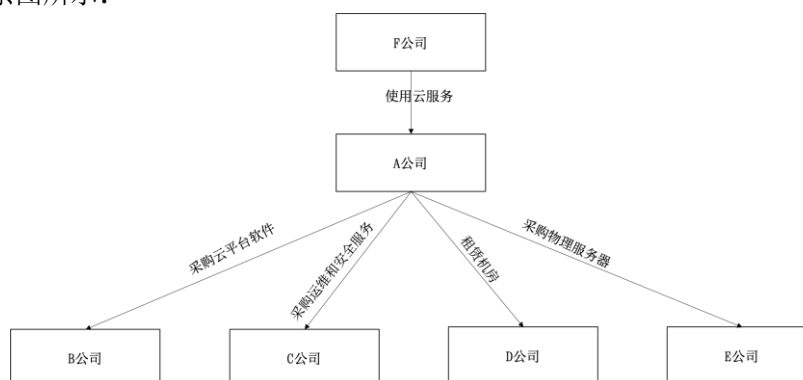 F公司
使用云服务
A公司
采购云平台软件
采购运维和安全服务
租赁机房
采购物理服务器
B公司
C公司
D公司
E公司